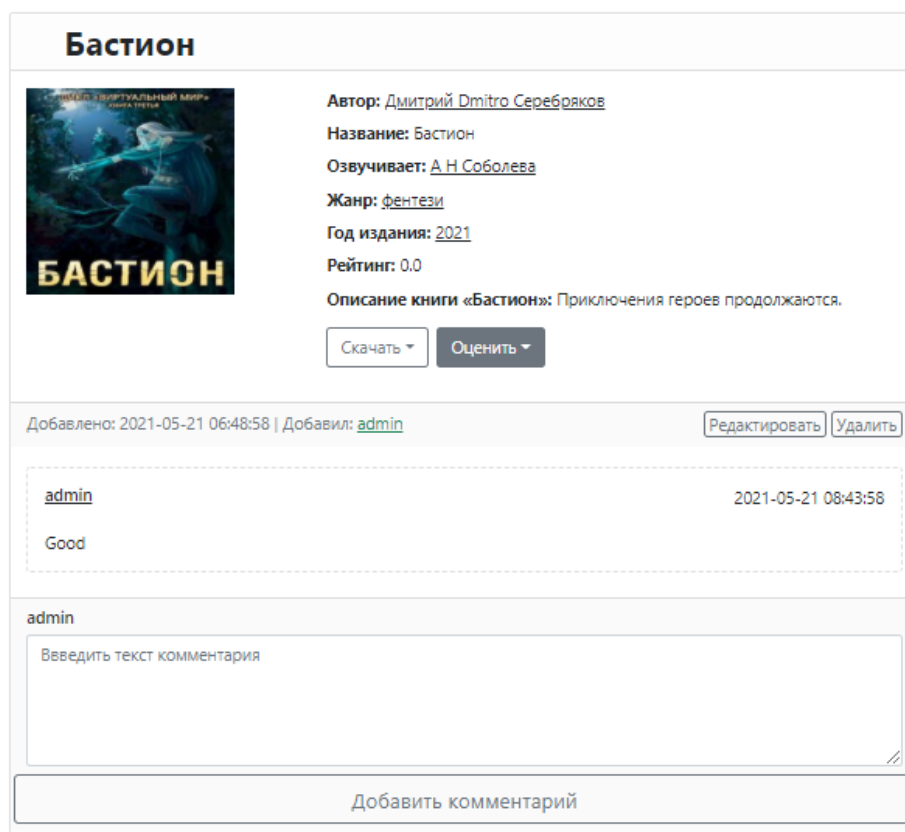 Бастион
ЦИКЛ «ВИРТУАЛЬНЫЙ МИР»
КНИГА ТРЕТЬЯ
БАСТИОН
Автор: Дмитрий Dmitro Серебряков
Название: Бастион
Озвучивает: А Н Соболева
Жанр: фентези
Год издания: 2021
Рейтинг: 0.0
Описание книги «Бастион»: Приключения героев продолжаются.
Скачать Оценить
Добавлено: 2021-05-21 06:48:58 | Добавил: admin Редактировать Удалить
admin 2021-05-21 08:43:58
Good
admin
Ввведить текст комментария
Добавить комментарий